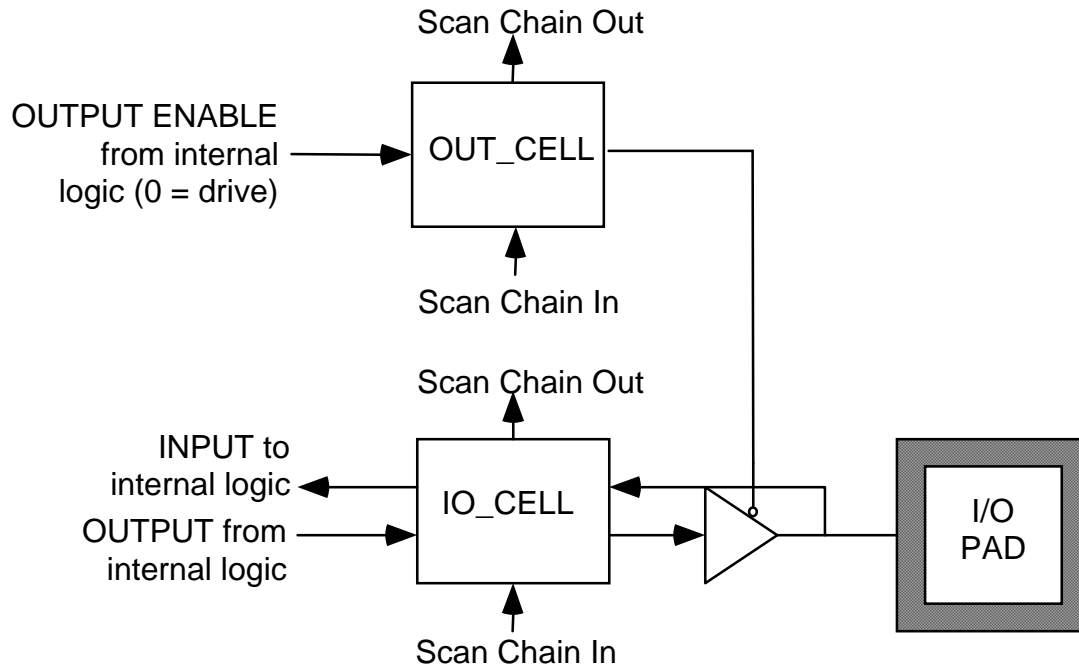 Scan Chain Out
OUTPUT ENABLE
from internal
logic (0 = drive)
OUT_CELL
Scan Chain In
Scan Chain Out
INPUT to
internal logic
OUTPUT from
internal logic
IO_CELL
I/O
PAD
Scan Chain In